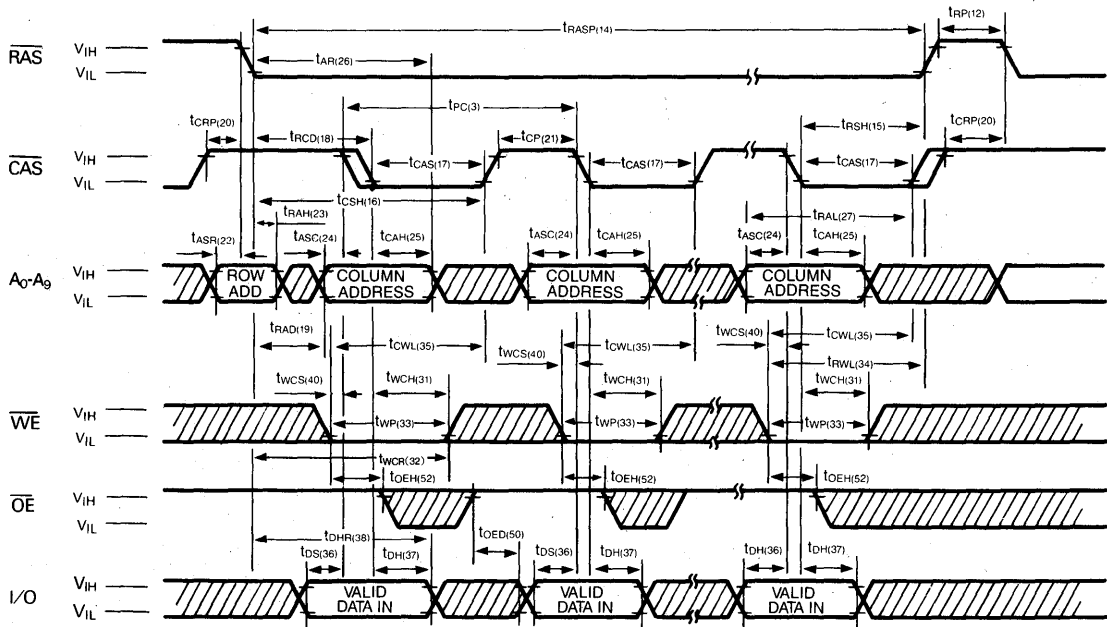 tRASP(14)
tRP(12)
RAS
VIH
VIL
tAR(26)
tPC(3)
tCRP(20)
tRCD(18)
tCP(21)
tRSH(15)
tCRP(20)
CAS
VIH
VIL
tCAS(17)
tCAS(17)
tCAS(17)
tCSH(16)
tRAH(23)
tRAL(27)
tASR(22)
tASC(24)
tCAH(25)
tASC(24)
tCAH(25)
tASC(24)
tCAH(25)
A0-A9
VIH
VIL
ROW ADD
COLUMN ADDRESS
COLUMN ADDRESS
COLUMN ADDRESS
tRAD(19)
tCWL(35)
tWCS(40)
tCWL(35)
tWCS(40)
tCWL(35)
tRWL(34)
tWCS(40)
tWCH(31)
tWCH(31)
tWCH(31)
WE
VIH
VIL
tWP(33)
tWP(33)
tWP(33)
tWCR(32)
tOEH(52)
tOEH(52)
tOEH(52)
OE
VIH
VIL
tDHR(38)
tOED(50)
tDS(36)
tDH(37)
tDS(36)
tDH(37)
tDH(36)
tDH(37)
I/O
VIH
VIL
VALID DATA IN
VALID DATA IN
VALID DATA IN